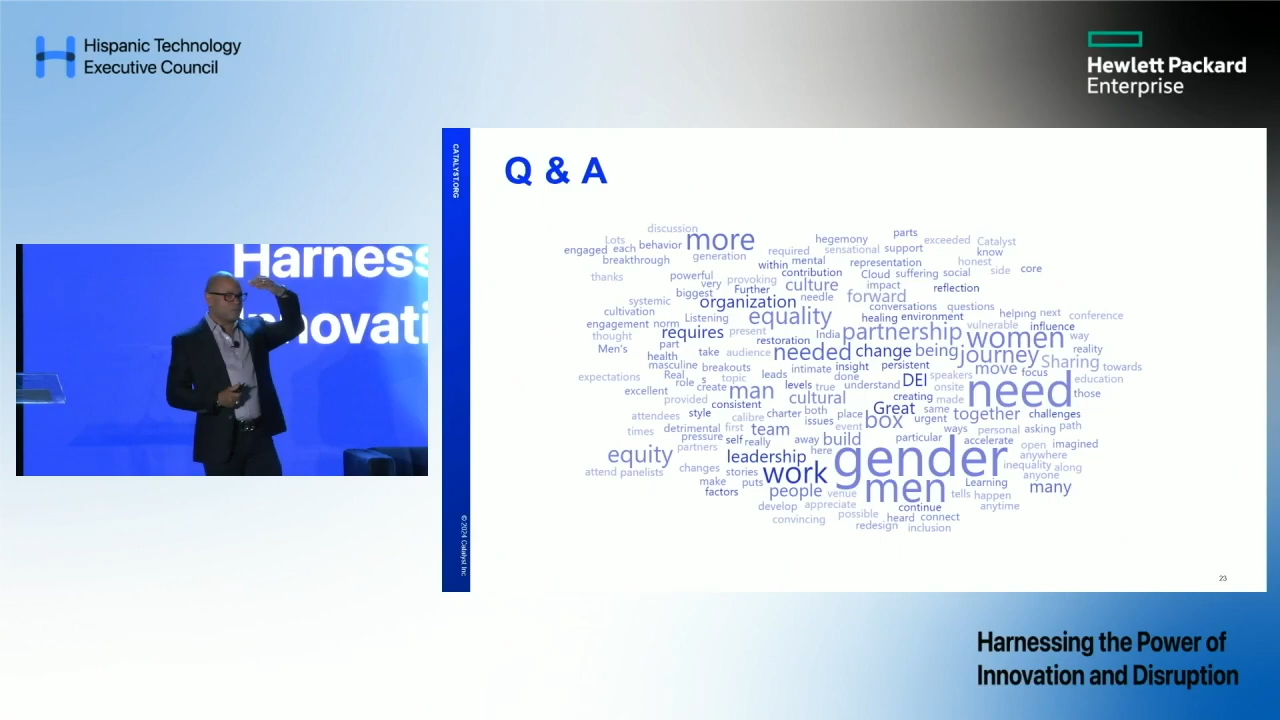 Hispanic Technology
Executive Council
Hewlett Packard
Enterprise
CATALYST.ORG
Q & A
discussion
Lots
engaged each behavior more
hegemony
parts
exceeded Catalyst
generation required sensational support
know
breakthrough
within mental
representation
honest
contribution
Cloud suffering social side core
thanks
powerful
very provoking
culture
impact
biggest Further
needle forward
reflection
systemic
organization
conversations questions
cultivation
Listening equality
healing environment
helping next conference
engagement norm
requires present
India partnership
vulnerable influence
thought
restoration
women way
Men's
part
take audience needed change being journey
reality
health
Sharing
masculine breakouts
intimate insight persistent
move focus towards
expectations
Real
role s topic
leads
done
speakers
education
excellent
create man
levels true understand DEI onsite need
those
provided
cultural
creating made
consistent
Great same
attendees
style
charter both place
box urgent together challenges
calibre
issues
times
detrimental first team
event
ways personal asking path
pressure self really
away build
particular
accelerate open imagined
equity partners
leadership here gender
anywhere
attend panelists
changes stories work
inequality along
anyone
make puts
men Learning
factors
people venue
tells happen many
develop appreciate
continue
anytime
convincing possible
heard connect
redesign inclusion
© 2024 Catalyst Inc
23
Harness
nnovati
Harnessing the Power of
Innovation and Disruption